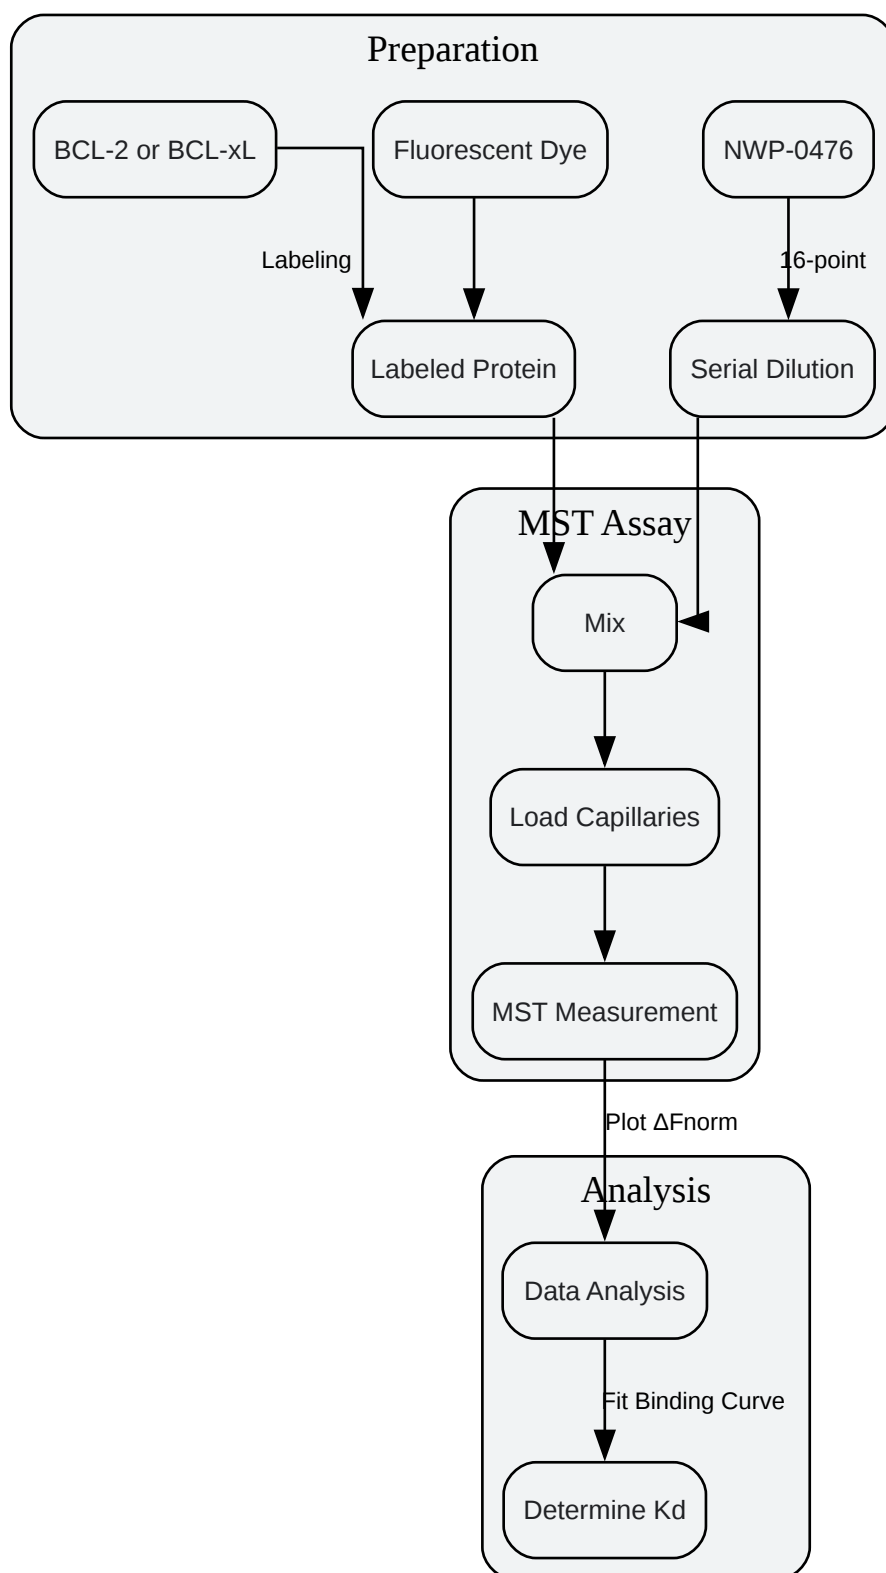 Preparation
BCL-2 or BCL-xL
Fluorescent Dye
NWP-0476
Labeling
16-point
Labeled Protein
Serial Dilution
MST Assay
Mix
Load Capillaries
MST Measurement
Plot ΔFnorm
Analysis
Data Analysis
Fit Binding Curve
Determine Kd